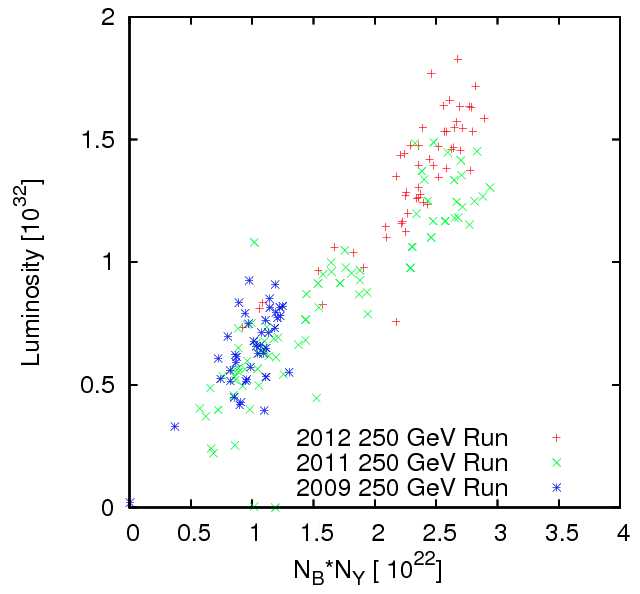 2
1.5
1
0.5
0
Luminosity [10^32]
2012 250 GeV Run
2011 250 GeV Run
2009 250 GeV Run
0 0.5 1 1.5 2 2.5 3 3.5 4
N_B*N_Y [ 10^22]